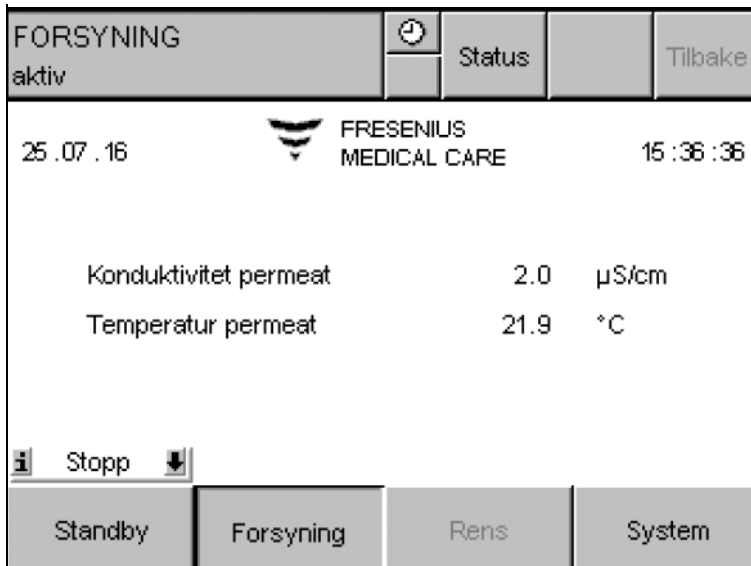 FORSYNING
aktiv
Status
Tilbake
25.07.16
FRESENIUS
MEDICAL CARE
15:36:36
Konduktivitet permeat 2.0 µS/cm
Temperatur permeat 21.9 °C
i Stopp
Standby
Forsyning
Rens
System